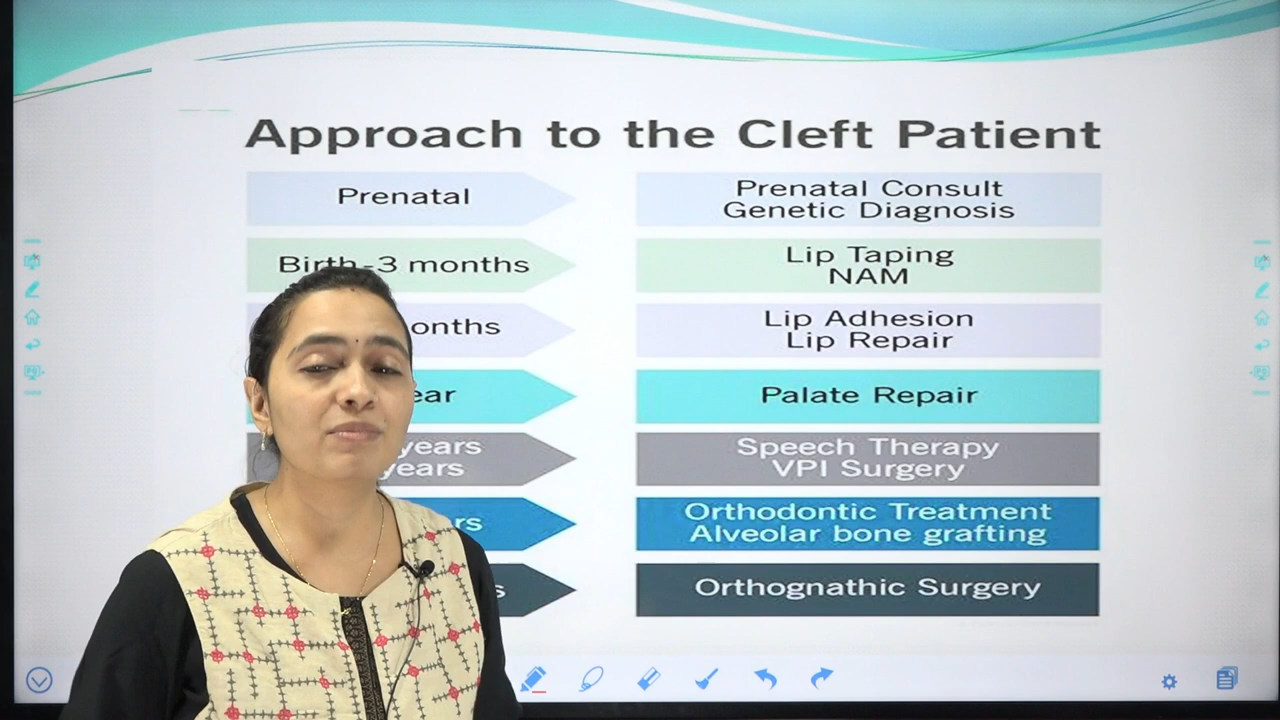 Approach to the Cleft Patient
Prenatal
Prenatal Consult
Genetic Diagnosis
Birth-3 months
Lip Taping
NAM
onths
Lip Adhesion
Lip Repair
ear
Palate Repair
years
years
Speech Therapy
VPI Surgery
rs
Orthodontic Treatment
Alveolar bone grafting
s
Orthognathic Surgery